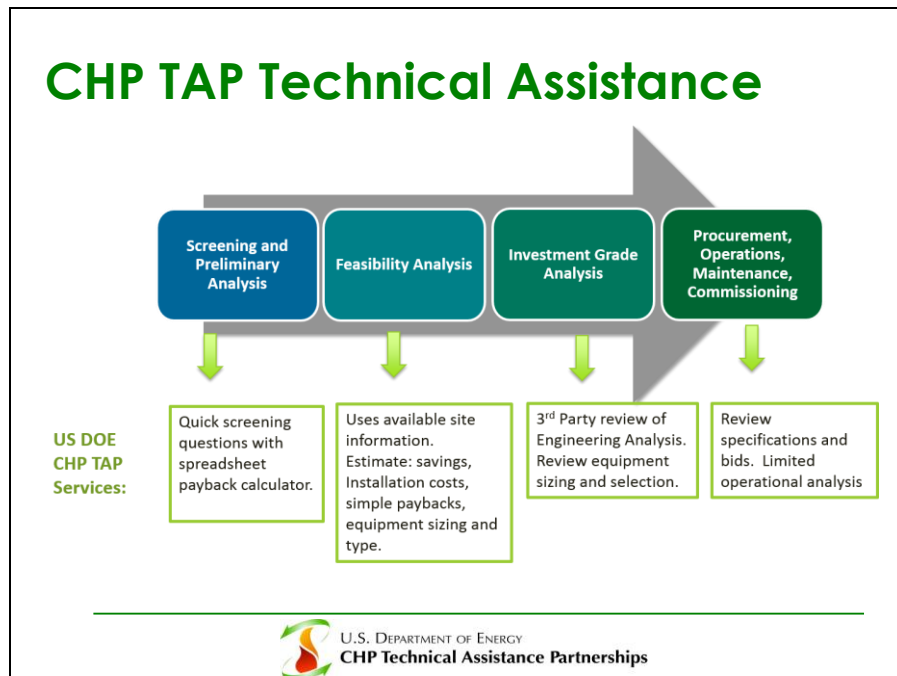 CHP TAP Technical Assistance
Screening and
Preliminary
Analysis
Feasibility Analysis
Investment Grade
Analysis
Procurement,
Operations,
Maintenance,
Commissioning
US DOE
CHP TAP
Services:
Quick screening
questions with
spreadsheet
payback calculator.
Uses available site
information.
Estimate: savings,
Installation costs,
simple paybacks,
equipment sizing and
type.
3rd Party review of
Engineering Analysis.
Review equipment
sizing and selection.
Review
specifications and
bids.  Limited
operational analysis
U.S. DEPARTMENT OF ENERGY
CHP Technical Assistance Partnerships